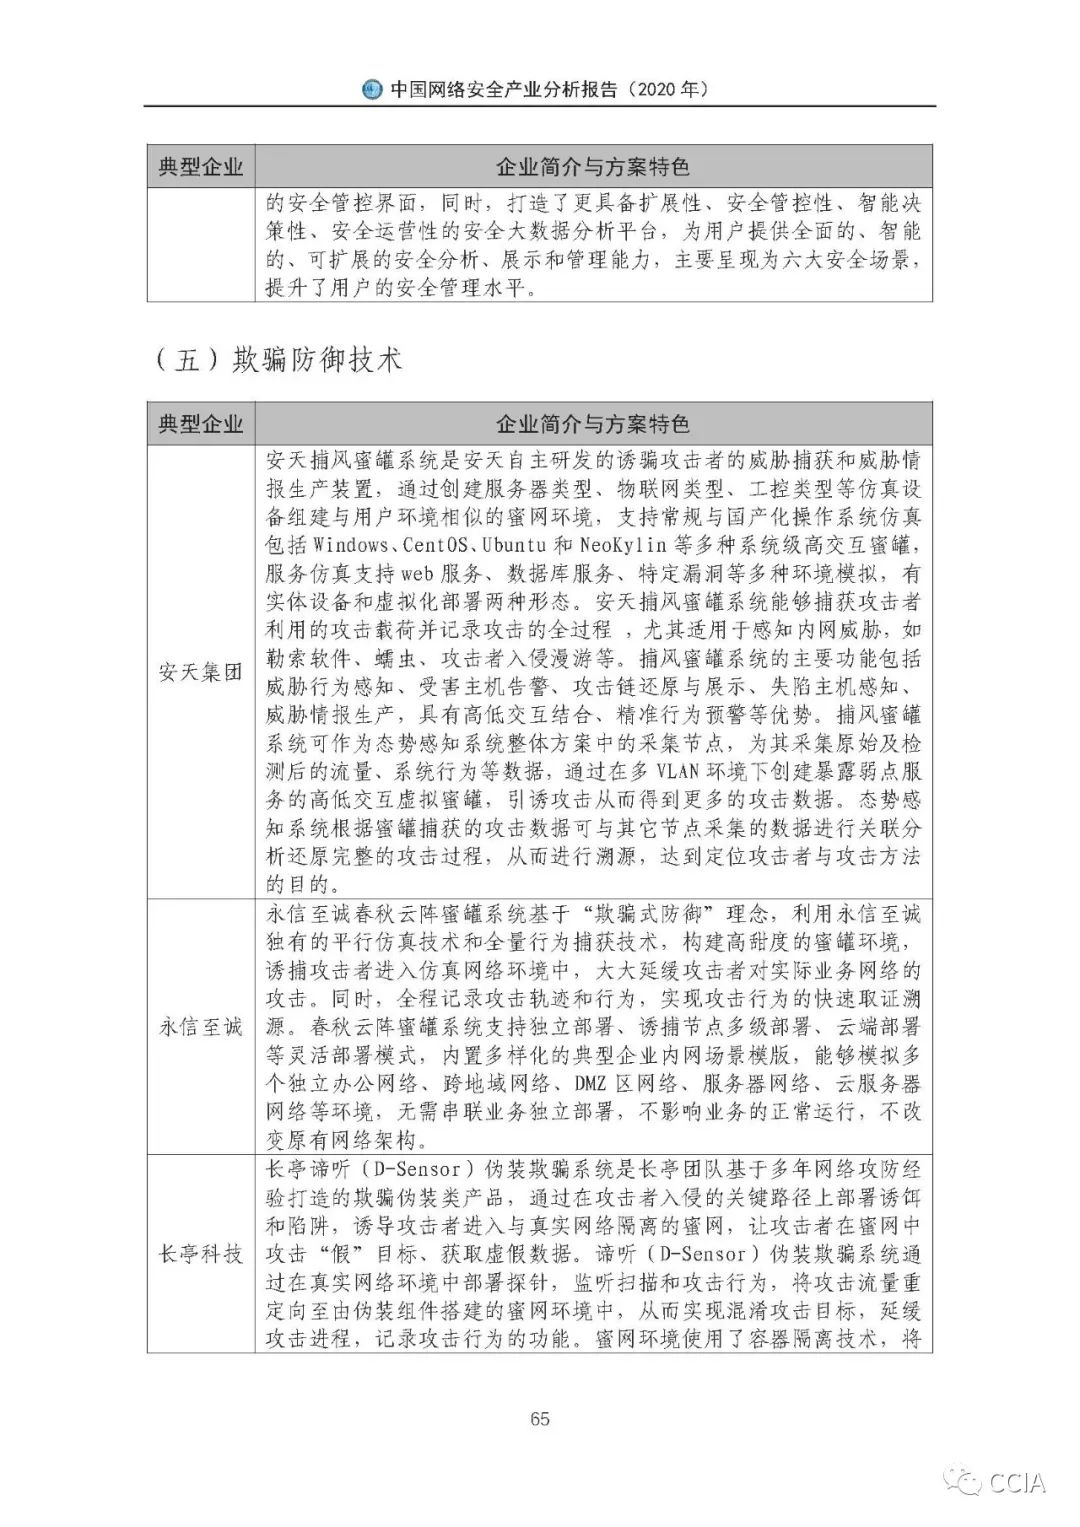 中国网络安全产业分析报告（2020 年）
典型企业
企业简介与方案特色
的安全管控界面，同时，打造了更具备扩展性、安全管控性、智能决
策性、安全运营性的安全大数据分析平台，为用户提供全面的、智能
的、可扩展的安全分析、展示和管理能力，主要呈现为六大安全场景，
提升了用户的安全管理水平。
（五）欺骗防御技术
典型企业
企业简介与方案特色
安天集团
安天捕风蜜罐系统是安天自主研发的诱骗攻击者的威胁捕获和威胁情
报生产装置，通过创建服务器类型、物联网类型、工控类型等仿真设
备组建与用户环境相似的蜜网环境，支持常规与国产化操作系统仿真
包括 Windows、CentOS、Ubuntu 和 NeoKylin 等多种系统级高交互蜜罐，
服务仿真支持 web 服务、数据库服务、特定漏洞等多种环境模拟，有
实体设备和虚拟化部署两种形态。安天捕风蜜罐系统能够捕获攻击者
利用的攻击载荷并记录攻击的全过程 ，尤其适用于感知内网威胁，如
勒索软件、蠕虫、攻击者入侵漫游等。捕风蜜罐系统的主要功能包括
威胁行为感知、受害主机告警、攻击链还原与展示、失陷主机感知、
威胁情报生产，具有高低交互结合、精准行为预警等优势。捕风蜜罐
系统可作为态势感知系统整体方案中的采集节点，为其采集原始及检
测后的流量、系统行为等数据，通过在多 VLAN 环境下创建暴露弱点服
务的高低交互虚拟蜜罐，引诱攻击从而得到更多的攻击数据。态势感
知系统根据蜜罐捕获的攻击数据可与其它节点采集的数据进行关联分
析还原完整的攻击过程，从而进行溯源，达到定位攻击者与攻击方法
的目的。
永信至诚
永信至诚春秋云阵蜜罐系统基于“欺骗式防御”理念，利用永信至诚
独有的平行仿真技术和全量行为捕获技术，构建高甜度的蜜罐环境，
诱捕攻击者进入仿真网络环境中，大大延缓攻击者对实际业务网络的
攻击。同时，全程记录攻击轨迹和行为，实现攻击行为的快速取证溯
源。春秋云阵蜜罐系统支持独立部署、诱捕节点多级部署、云端部署
等灵活部署模式，内置多样化的典型企业内网场景模版，能够模拟多
个独立办公网络、跨地域网络、DMZ 区网络、服务器网络、云服务器
网络等环境，无需串联业务独立部署，不影响业务的正常运行，不改
变原有网络架构。
长亭科技
长亭谛听（D-Sensor）伪装欺骗系统是长亭团队基于多年网络攻防经
验打造的欺骗伪装类产品，通过在攻击者入侵的关键路径上部署诱饵
和陷阱，诱导攻击者进入与真实网络隔离的蜜网，让攻击者在蜜网中
攻击“假”目标、获取虚假数据。谛听（D-Sensor）伪装欺骗系统通
过在真实网络环境中部署探针，监听扫描和攻击行为，将攻击流量重
定向至由伪装组件搭建的蜜网环境中，从而实现混淆攻击目标，延缓
攻击进程，记录攻击行为的功能。蜜网环境使用了容器隔离技术，将
65
CCIA